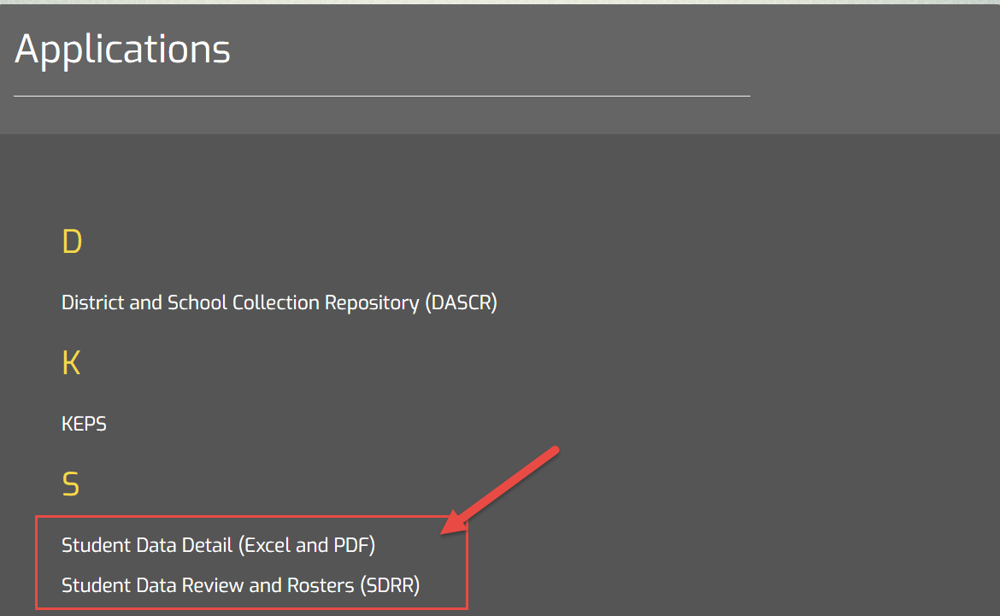 Applications
D
District and School Collection Repository (DASCR)
K
KEPS
S
Student Data Detail (Excel and PDF)
Student Data Review and Rosters (SDRR)